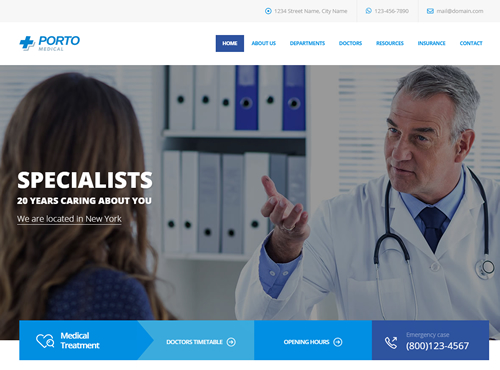 1234 Street Name, City Name
123-456-7890
mail@domain.com
PORTO
MEDICAL
HOME
ABOUT US
DEPARTMENTS
DOCTORS
RESOURCES
INSURANCE
CONTACT
SPECIALISTS
20 YEARS CARING ABOUT YOU
We are located in New York
Medical
Treatment
DOCTORS TIMETABLE
OPENING HOURS
Emergency case
(800)123-4567